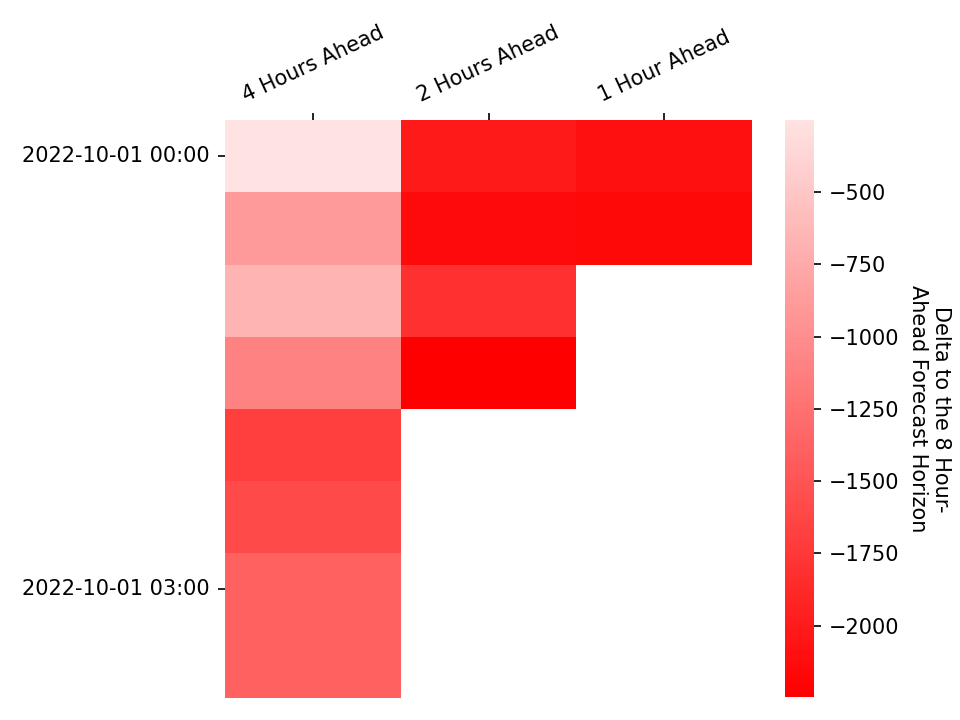 4 Hours Ahead
2 Hours Ahead
1 Hour Ahead
2022-10-01 00:00
2022-10-01 03:00
−500
−750
−1000
−1250
−1500
−1750
−2000
Delta to the 8 Hour-
Ahead Forecast Horizon